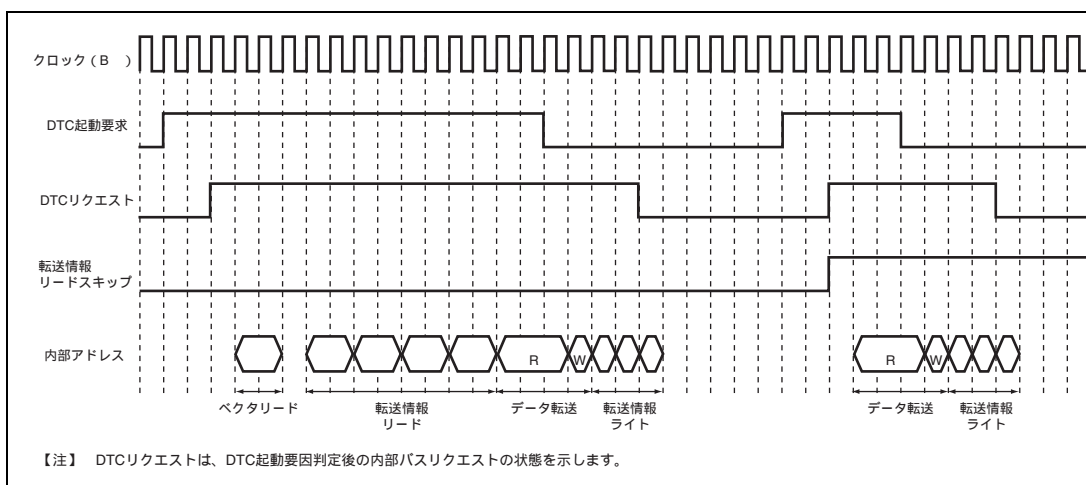 クロック（B　）
DTC起動要求
DTCリクエスト
転送情報
リードスキップ
内部アドレス
R
W
R
W
ベクタリード
転送情報
リード
データ転送
転送情報
ライト
データ転送
転送情報
ライト
【注】 DTCリクエストは、DTC起動要因判定後の内部バスリクエストの状態を示します。